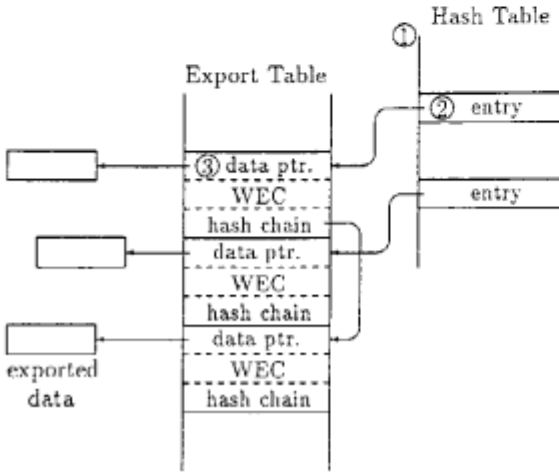 ① Hash Table
Export Table
② entry
③ data ptr.
WEC
entry
hash chain
data ptr.
WEC
hash chain
data ptr.
exported
data
WEC
hash chain